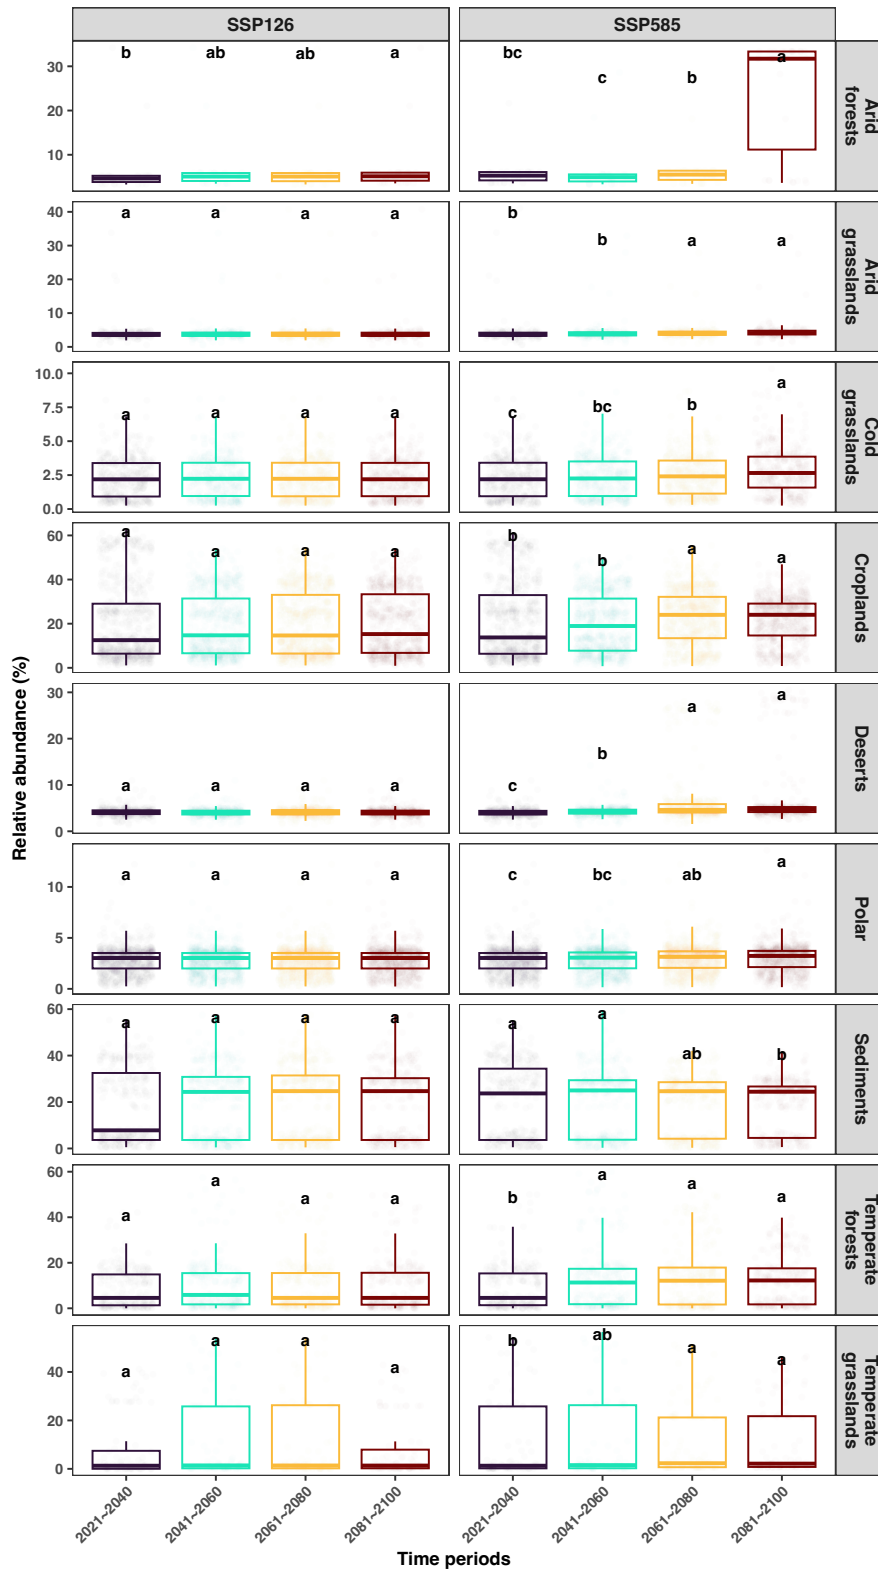 SSP126
SSP585
b ab ab a
bc c b a
30
20
10
Arid
forests
a a a a
b b a a
40
30
20
10
0
Arid
grasslands
a a a a
c bc b a
10.0
7.5
5.0
2.5
0.0
Cold
grasslands
a a a a
b b a a
60
40
20
0
Croplands
a a a a
c b a a
30
20
10
0
Deserts
a a a a
c bc ab a
10
5
0
Polar
a a a a
a a ab b
60
40
20
0
Sediments
a a a a
b a a a
60
40
20
0
Temperate
forests
a a a a
b ab a a
40
20
0
Temperate
grasslands
Relative abundance (%)
2021~2040
2041~2060
2061~2080
2081~2100
2021~2040
2041~2060
2061~2080
2081~2100
Time periods